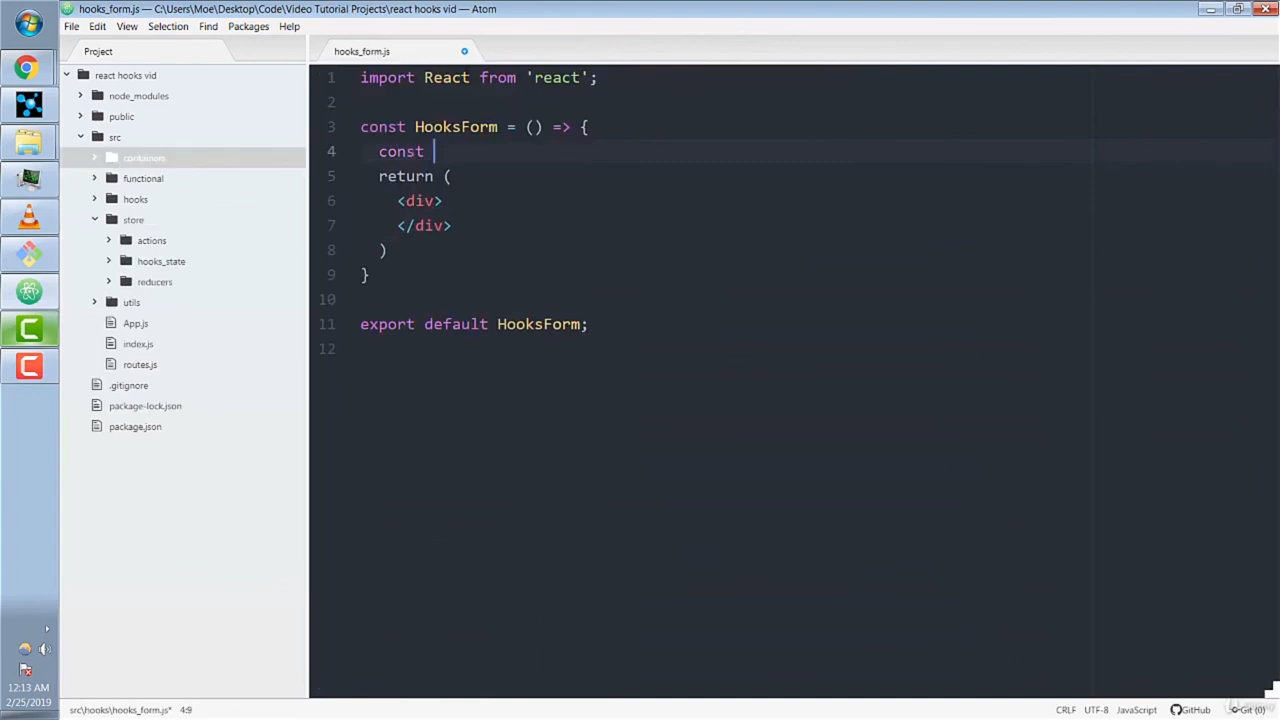 hooks_form.js — C:\Users\Moe\Desktop\Code\Video Tutorial Projects\react hooks vid — Atom
File Edit View Selection Find Packages Help
Project
hooks_form.js
react hooks vid
node_modules
public
src
containers
functional
hooks
store
actions
hooks_state
reducers
utils
App.js
index.js
routes.js
.gitignore
package-lock.json
package.json
1 import React from 'react';
2
3 const HooksForm = () => {
4 const
5 return (
6 <div>
7 </div>
8 )
9 }
10
11 export default HooksForm;
12
12:13 AM
2/25/2019
src\hooks\hooks_form.js* 4:9
CRLF UTF-8 JavaScript GitHub Git (0)